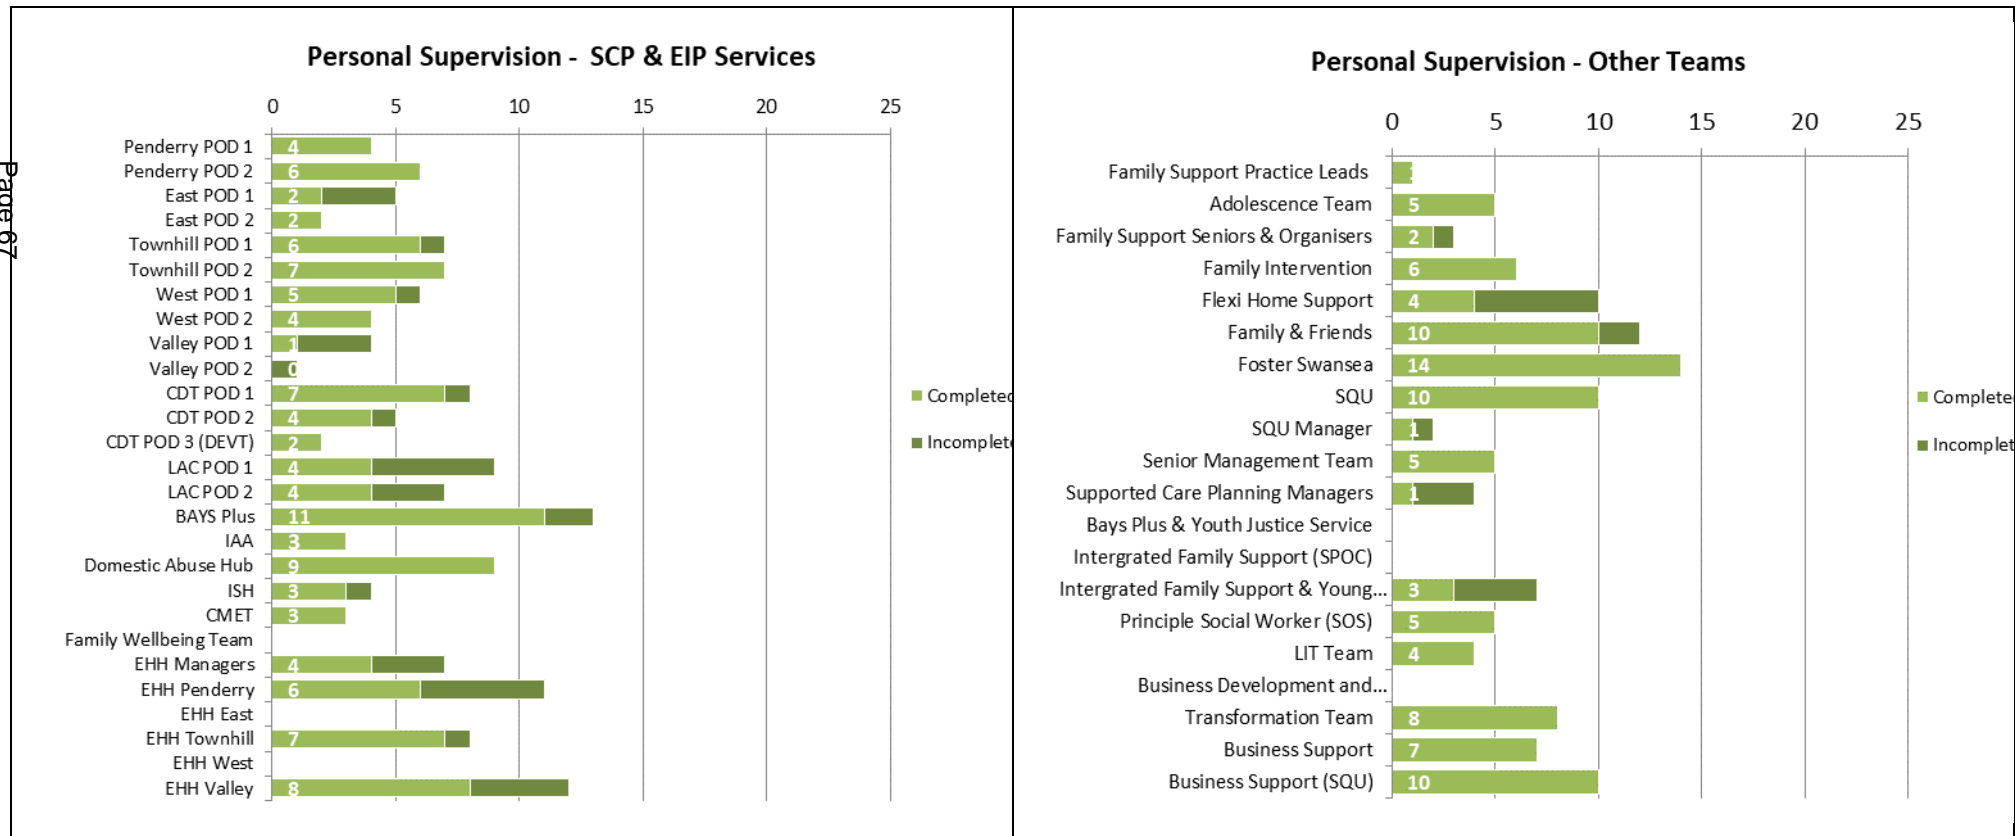 Page 67
Personal Supervision - SCP & EIP Services
0 5 10 15 20 25
Penderry POD 1 4
Penderry POD 2 6
East POD 1 2
East POD 2 2
Townhill POD 1 6
Townhill POD 2 7
West POD 1 5
West POD 2 4
Valley POD 1 1
Valley POD 2 0
CDT POD 1 7
CDT POD 2 4
CDT POD 3 (DEVT) 2
LAC POD 1 4
LAC POD 2 4
BAYS Plus 11
IAA 3
Domestic Abuse Hub 9
ISH 3
CMET 3
Family Wellbeing Team
EHH Managers 4
EHH Penderry 6
EHH East
EHH Townhill 7
EHH West
EHH Valley 8
Completed
Incomplete
Personal Supervision - Other Teams
0 5 10 15 20 25
Family Support Practice Leads 1
Adolescence Team 5
Family Support Seniors & Organisers 2
Family Intervention 6
Flexi Home Support 4
Family & Friends 10
Foster Swansea 14
SQU 10
SQU Manager 1
Senior Management Team 5
Supported Care Planning Managers 1
Bays Plus & Youth Justice Service
Intergrated Family Support (SPOC)
Intergrated Family Support & Young... 3
Principle Social Worker (SOS) 5
LIT Team 4
Business Development and...
Transformation Team 8
Business Support 7
Business Support (SQU) 10
Complete
Incomplet